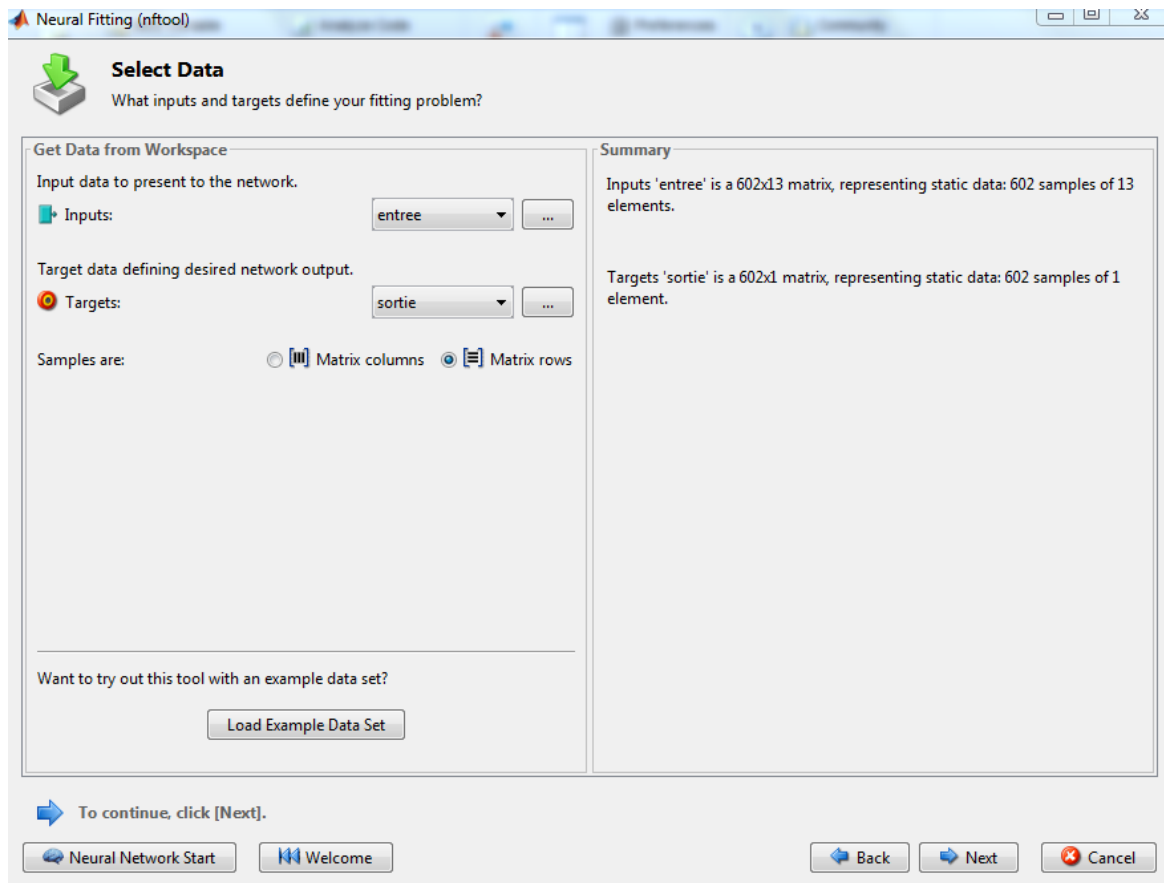 Neural Fitting (nftool)
Select Data
What inputs and targets define your fitting problem?
Get Data from Workspace
Input data to present to the network.
Inputs:
entree
...
Target data defining desired network output.
Targets:
sortie
...
Samples are:
Matrix columns
Matrix rows
Want to try out this tool with an example data set?
Load Example Data Set
Summary
Inputs 'entree' is a 602x13 matrix, representing static data: 602 samples of 13
elements.
Targets 'sortie' is a 602x1 matrix, representing static data: 602 samples of 1
element.
To continue, click [Next].
Neural Network Start
Welcome
Back
Next
Cancel